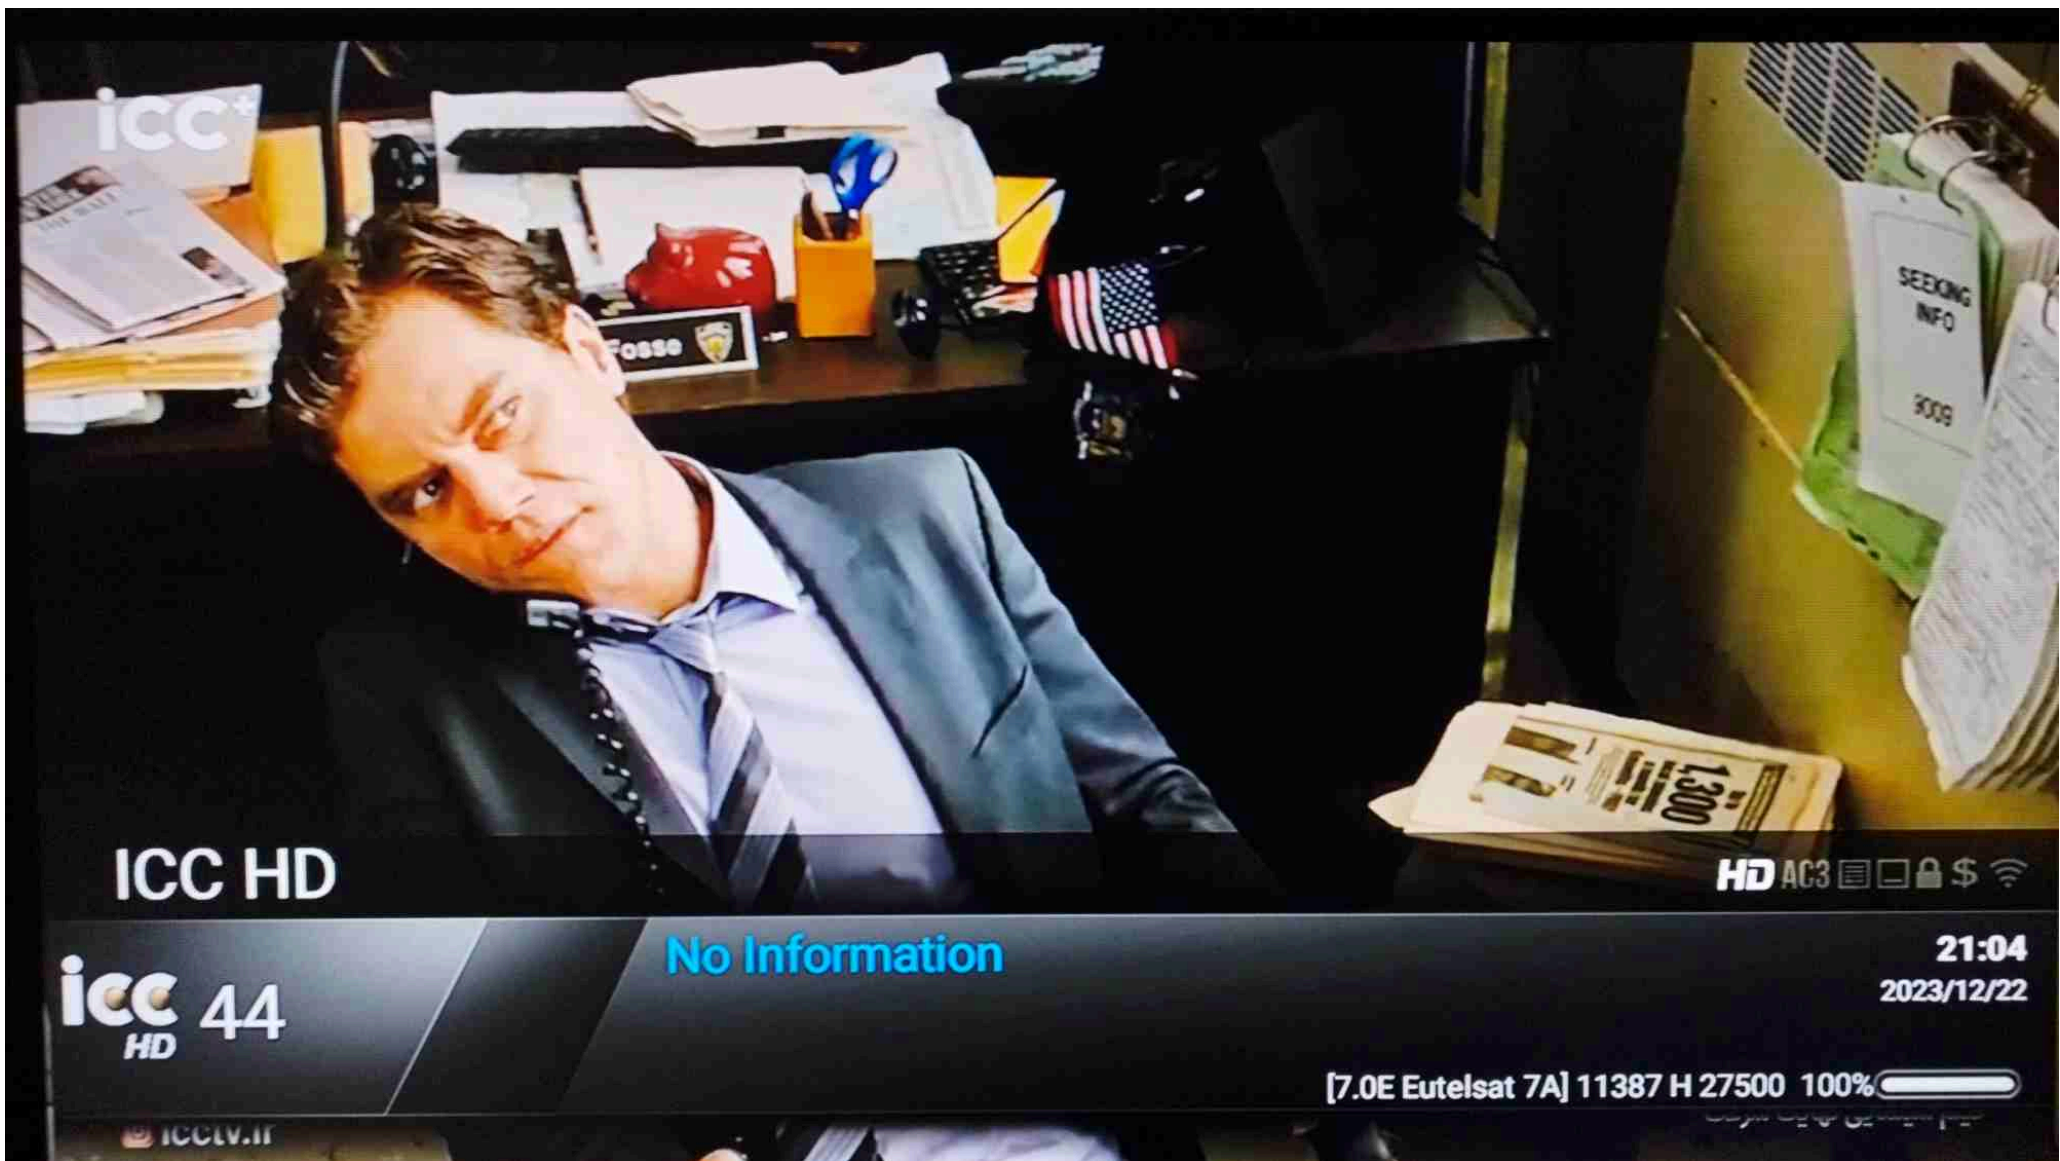 icc+
SEEKING
INFO
9009
Fosse
1,300
ICC HD
HD AC3 $
No Information
21:04
icc
HD
44
2023/12/22
[7.0E Eutelsat 7A] 11387 H 27500 100%
icctv.ir